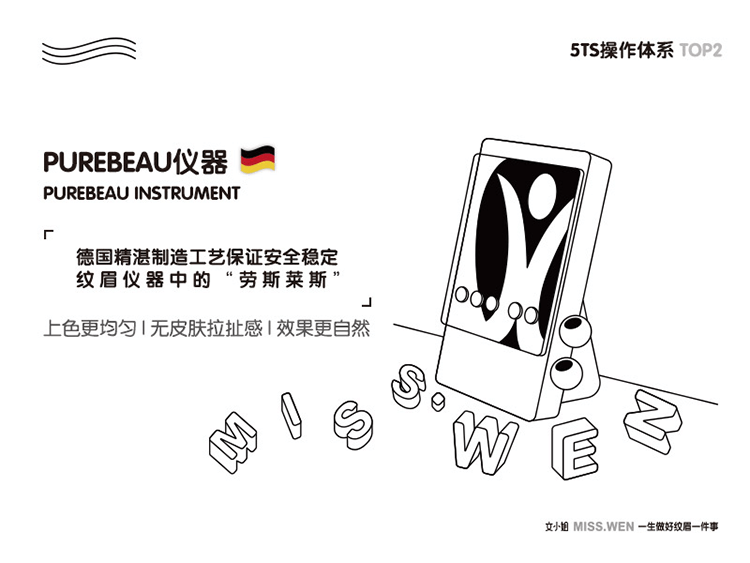 5TS操作体系 TOP2
PUREBEAU仪器
PUREBEAU INSTRUMENT
德国精湛制造工艺保证安全稳定
纹眉仪器中的“劳斯莱斯”
上色更均匀 | 无皮肤拉扯感 | 效果更自然
MISS.WEN
文小姐 MISS.WEN 一生做好纹眉一件事